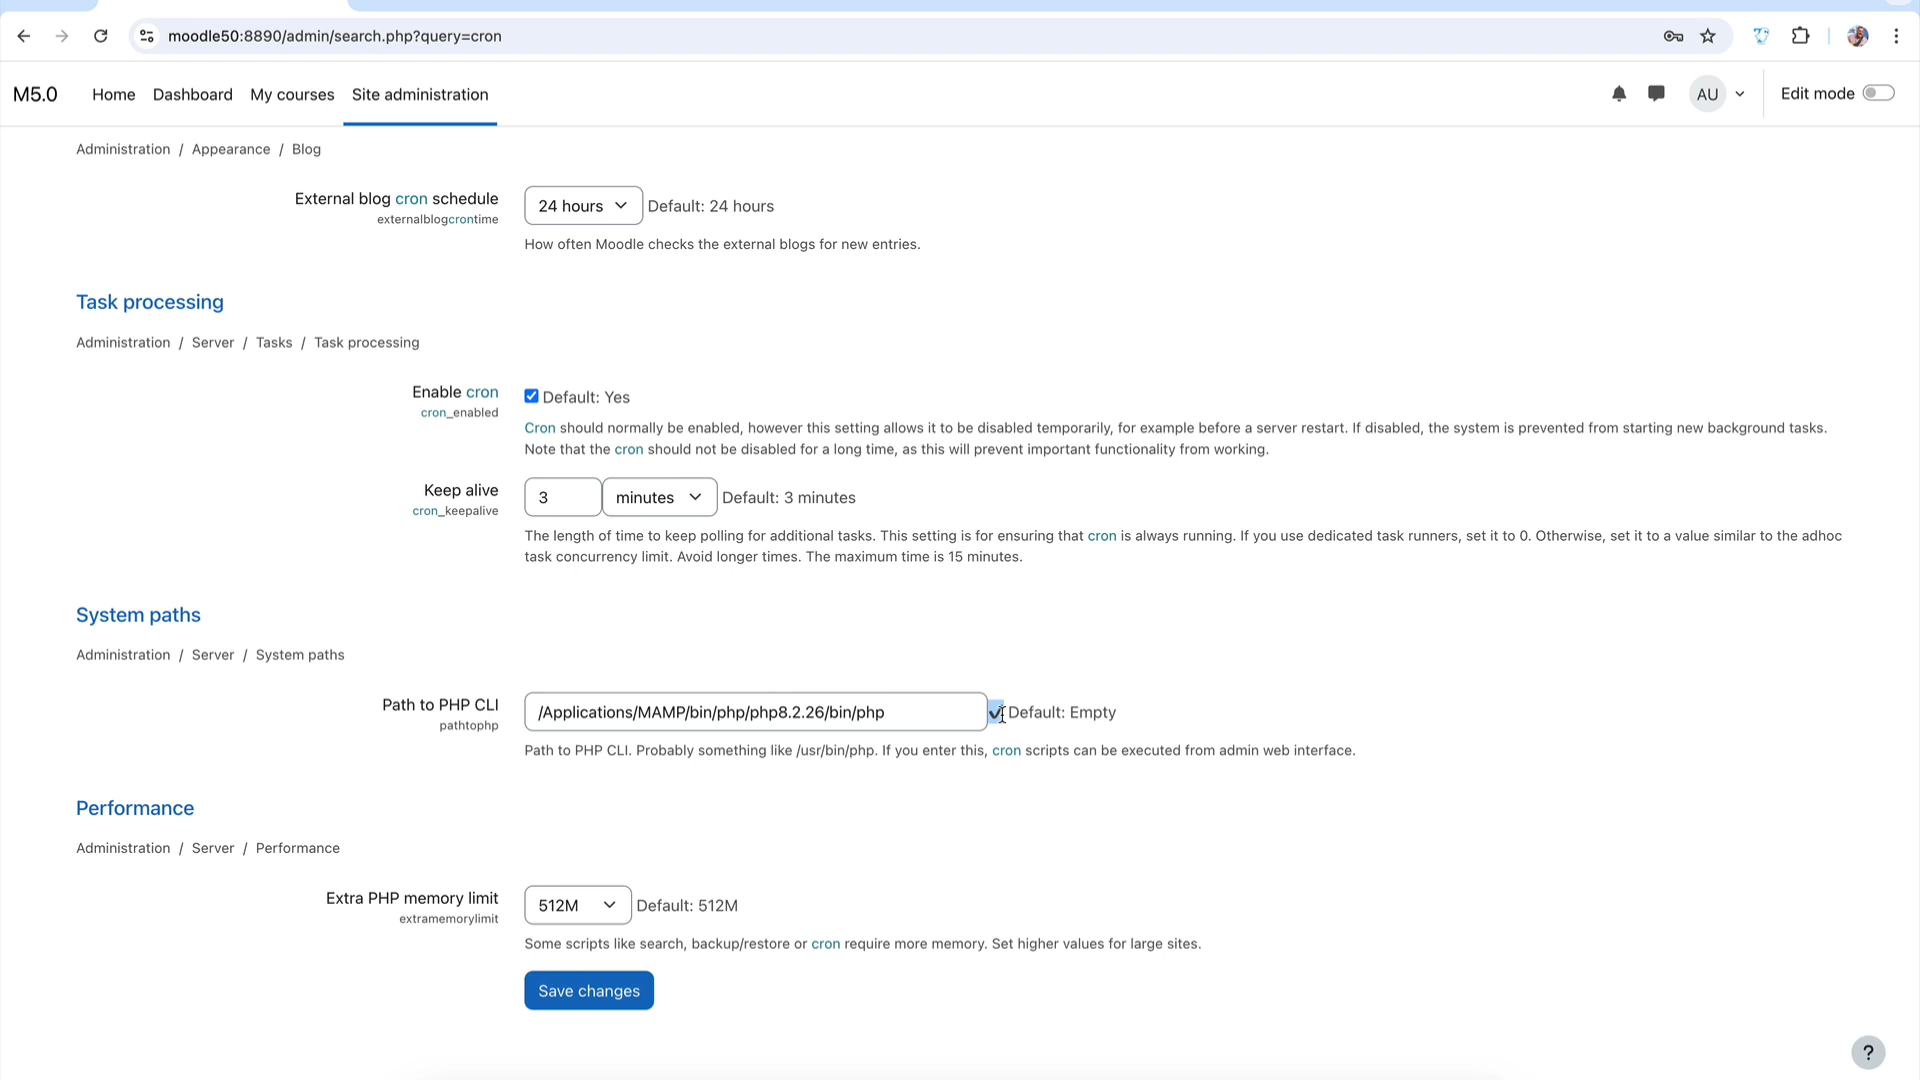 moodle50:8890/admin/search.php?query=cron
M5.0 Home Dashboard My courses Site administration AU Edit mode
Administration / Appearance / Blog
External blog cron schedule 24 hours Default: 24 hours
externalblogcrontime
How often Moodle checks the external blogs for new entries.
Task processing
Administration / Server / Tasks / Task processing
Enable cron Default: Yes
cron_enabled
Cron should normally be enabled, however this setting allows it to be disabled temporarily, for example before a server restart. If disabled, the system is prevented from starting new background tasks.
Note that the cron should not be disabled for a long time, as this will prevent important functionality from working.
Keep alive 3 minutes Default: 3 minutes
cron_keepalive
The length of time to keep polling for additional tasks. This setting is for ensuring that cron is always running. If you use dedicated task runners, set it to 0. Otherwise, set it to a value similar to the adhoc
task concurrency limit. Avoid longer times. The maximum time is 15 minutes.
System paths
Administration / Server / System paths
Path to PHP CLI /Applications/MAMP/bin/php/php8.2.26/bin/php ✔ Default: Empty
pathtophp
Path to PHP CLI. Probably something like /usr/bin/php. If you enter this, cron scripts can be executed from admin web interface.
Performance
Administration / Server / Performance
Extra PHP memory limit 512M Default: 512M
extramemorylimit
Some scripts like search, backup/restore or cron require more memory. Set higher values for large sites.
Save changes
?